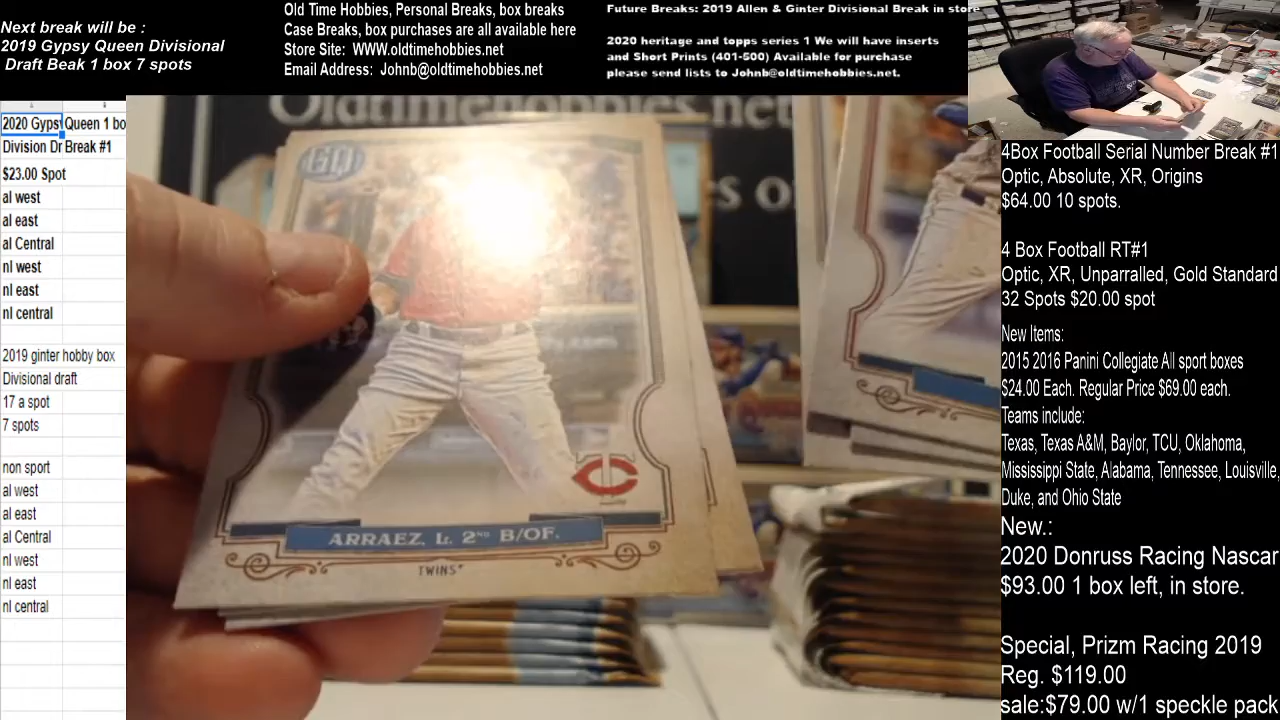 Next break will be :
2019 Gypsy Queen Divisional
Draft Beak 1 box 7 spots
Old Time Hobbies, Personal Breaks, box breaks
Case Breaks, box purchases are all available here
Store Site: WWW.oldtimehobbies.net
Email Address: Johnb@oldtimehobbies.net
Future Breaks: 2019 Allen & Ginter Divisional Break in store
2020 heritage and topps series 1 We will have inserts
and Short Prints (401-500) Available for purchase
please send lists to Johnb@oldtimehobbies.net.
2020 Gypsy Queen 1 bo
Division Dr Break #1
$23.00 Spot
al west
al east
al Central
nl west
nl east
nl central
2019 ginter hobby box
Divisional draft
17 a spot
7 spots
non sport
al west
al east
al Central
nl west
nl east
nl central
Oldtimehobbies.net
s o
GQ
C
ARRAEZ, L. 2ND B/OF.
TWINS
4Box Football Serial Number Break #1
Optic, Absolute, XR, Origins
$64.00 10 spots.
4 Box Football RT#1
Optic, XR, Unparralled, Gold Standard
32 Spots $20.00 spot
New Items:
2015 2016 Panini Collegiate All sport boxes
$24.00 Each. Regular Price $69.00 each.
Teams include:
Texas, Texas A&M, Baylor, TCU, Oklahoma,
Mississippi State, Alabama, Tennessee, Louisville,
Duke, and Ohio State
New.:
2020 Donruss Racing Nascar
$93.00 1 box left, in store.
Special, Prizm Racing 2019
Reg. $119.00
sale:$79.00 w/1 speckle pack